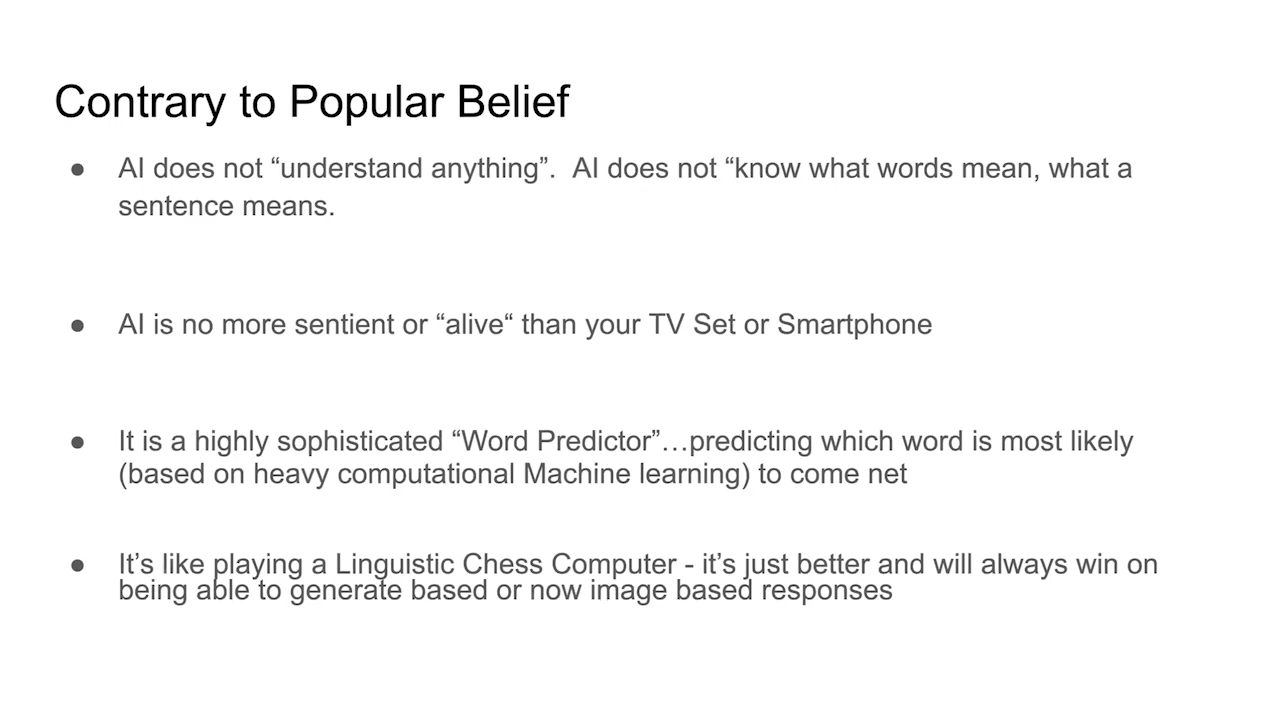 Contrary to Popular Belief
● AI does not “understand anything”.  AI does not “know what words mean, what a
sentence means.
● AI is no more sentient or “alive“ than your TV Set or Smartphone
● It is a highly sophisticated “Word Predictor”…predicting which word is most likely
(based on heavy computational Machine learning) to come net
● It’s like playing a Linguistic Chess Computer - it’s just better and will always win on
being able to generate based or now image based responses